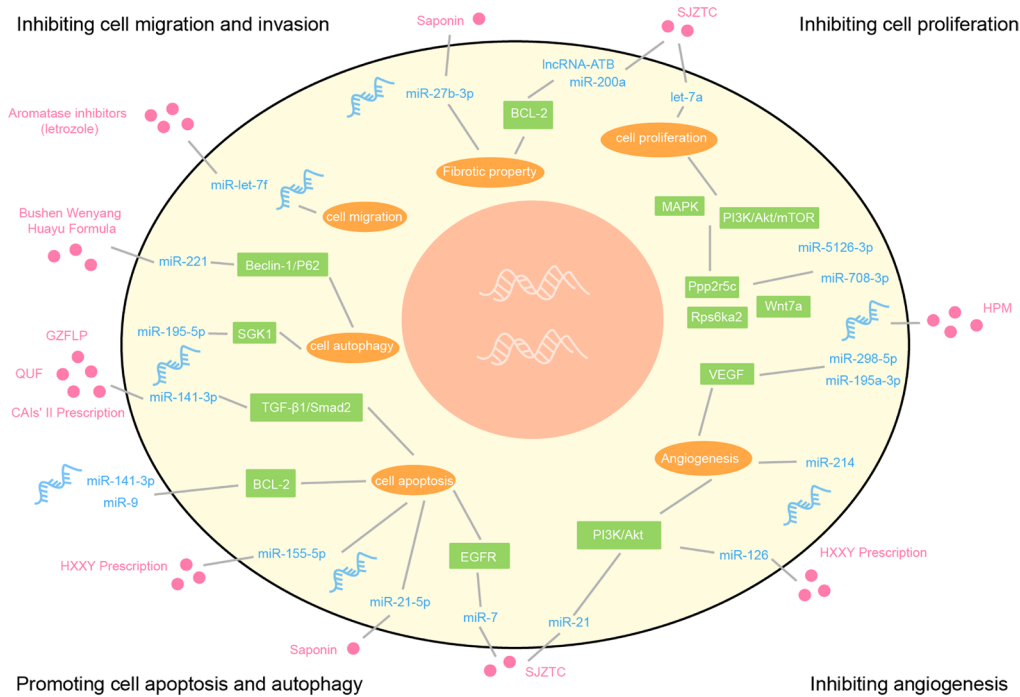 Inhibiting cell migration and invasion
Saponin
SJZTC
Inhibiting cell proliferation
lncRNA-ATB
miR-200a
miR-27b-3p
let-7a
BCL-2
Aromatase inhibitors
(letrozole)
cell proliferation
Fibrotic property
miR-let-7f
cell migration
MAPK
PI3K/Akt/mTOR
Bushen Wenyang
Huayu Formula
miR-221
Beclin-1/P62
miR-5126-3p
miR-708-3p
Ppp2r5c
Wnt7a
Rps6ka2
HPM
miR-195-5p
SGK1
cell autophagy
GZFLP
QUF
CAIs' II Prescription
miR-141-3p
TGF-β1/Smad2
miR-298-5p
VEGF
miR-195a-3p
Angiogenesis
miR-214
miR-141-3p
miR-9
BCL-2
cell apoptosis
PI3K/Akt
HXXY Prescription
miR-155-5p
EGFR
miR-126
HXXY Prescription
miR-21-5p
miR-7
miR-21
Saponin
SJZTC
Promoting cell apoptosis and autophagy
Inhibiting angiogenesis